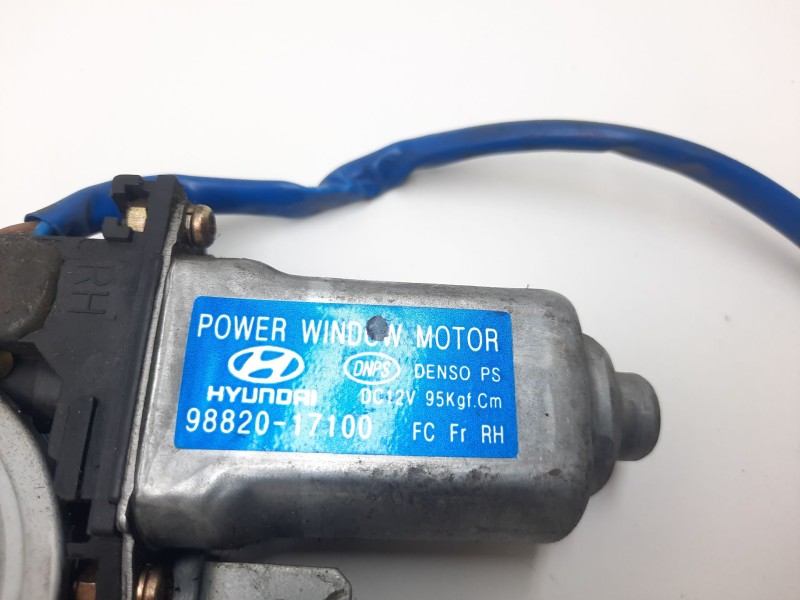 RH
POWER WINDOW MOTOR
DNPS DENSO PS
HYUNDAI DC12V 95Kgf.Cm
98820-17100 FC Fr RH